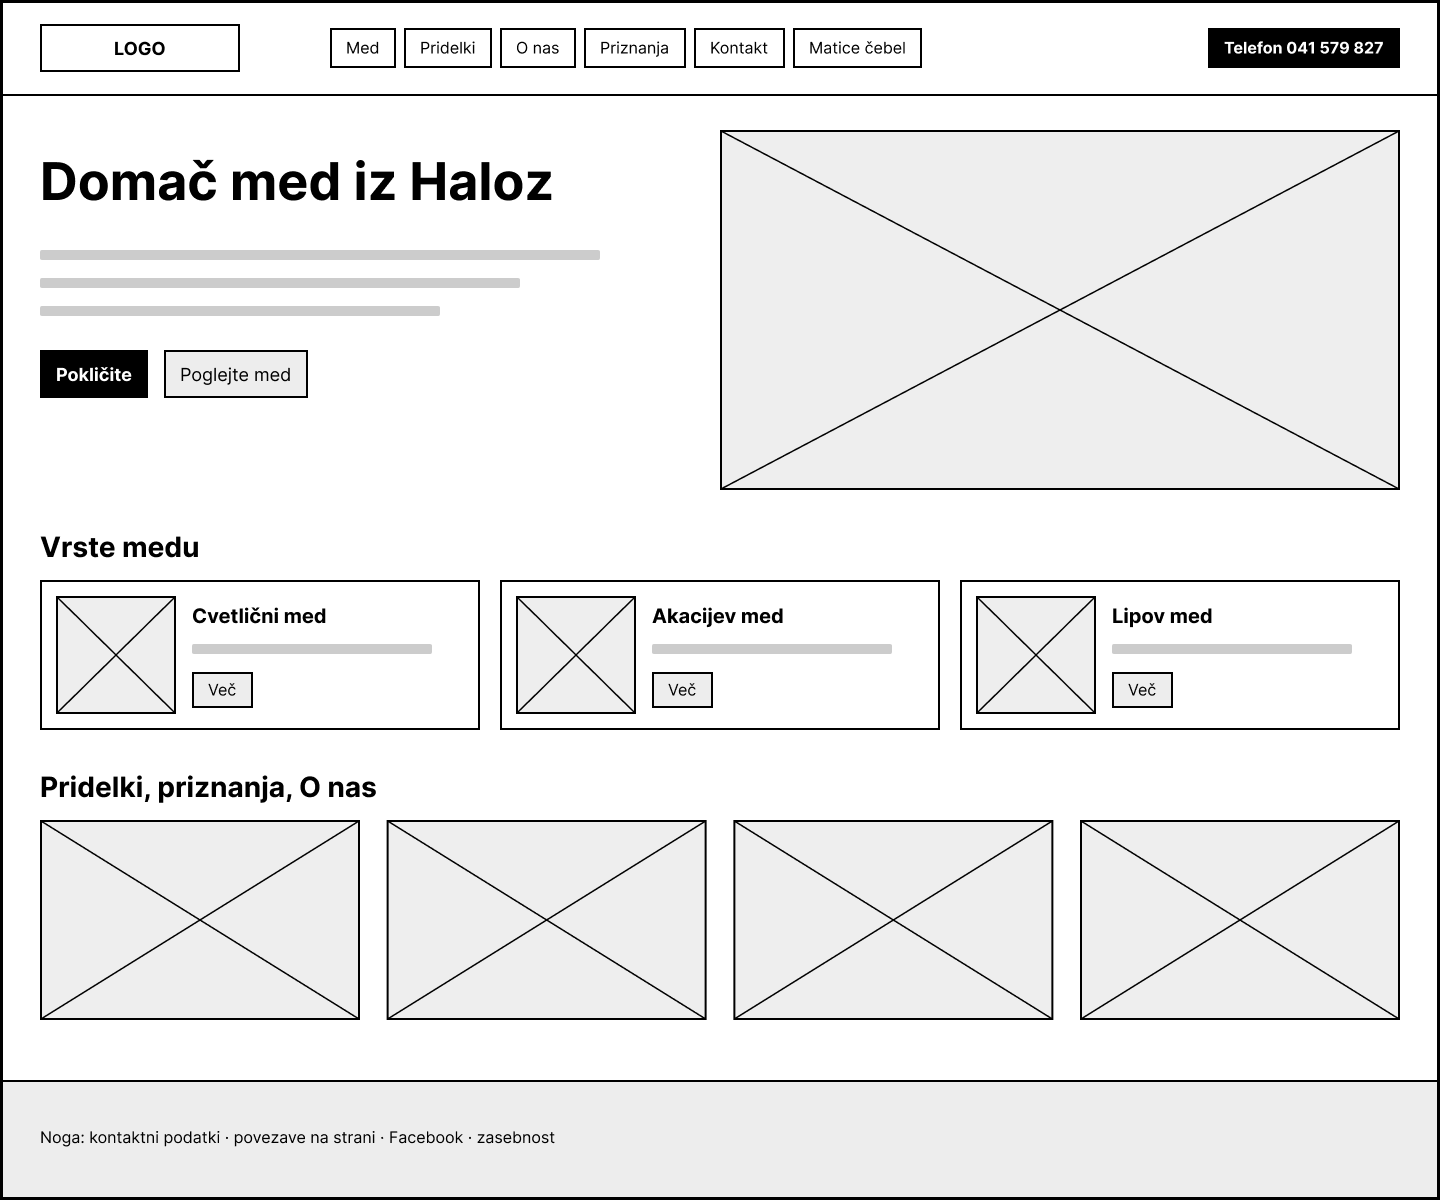 LOGO
Med
Pridelki
O nas
Priznanja
Kontakt
Matice čebel
Telefon 041 579 827
Domač med iz Haloz
Pokličite
Poglejte med
Vrste medu
Cvetlični med
Več
Akacijev med
Več
Lipov med
Več
Pridelki, priznanja, O nas
Noga: kontaktni podatki · povezave na strani · Facebook · zasebnost